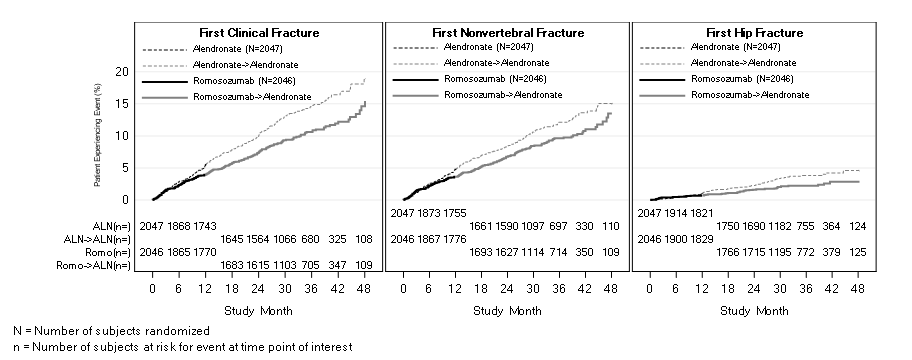 First Clinical Fracture
Alendronate (N=2047)
Alendronate->Alendronate
Romosozumab (N=2046)
Romosozumab->Alendronate
First Nonvertebral Fracture
Alendronate (N=2047)
Alendronate->Alendronate
Romosozumab (N=2046)
Romosozumab->Alendronate
First Hip Fracture
Alendronate (N=2047)
Alendronate->Alendronate
Romosozumab (N=2046)
Romosozumab->Alendronate
Patient Experiencing Event (%)
20
15
10
5
0
2047 1873 1755
2047 1914 1821
ALN(n=) 2047 1868 1743
1661 1590 1097 697 330 110
1750 1690 1182 755 364 124
ALN->ALN(n=) 1645 1564 1066 680 325 108
2046 1867 1776
2046 1900 1829
Romo(n=) 2046 1865 1770
1693 1627 1114 714 350 109
1766 1715 1195 772 379 125
Romo->ALN(n=) 1683 1615 1103 705 347 109
0 6 12 18 24 30 36 42 48
0 6 12 18 24 30 36 42 48
0 6 12 18 24 30 36 42 48
Study Month
Study Month
Study Month
N = Number of subjects randomized
n = Number of subjects at risk for event at time point of interest